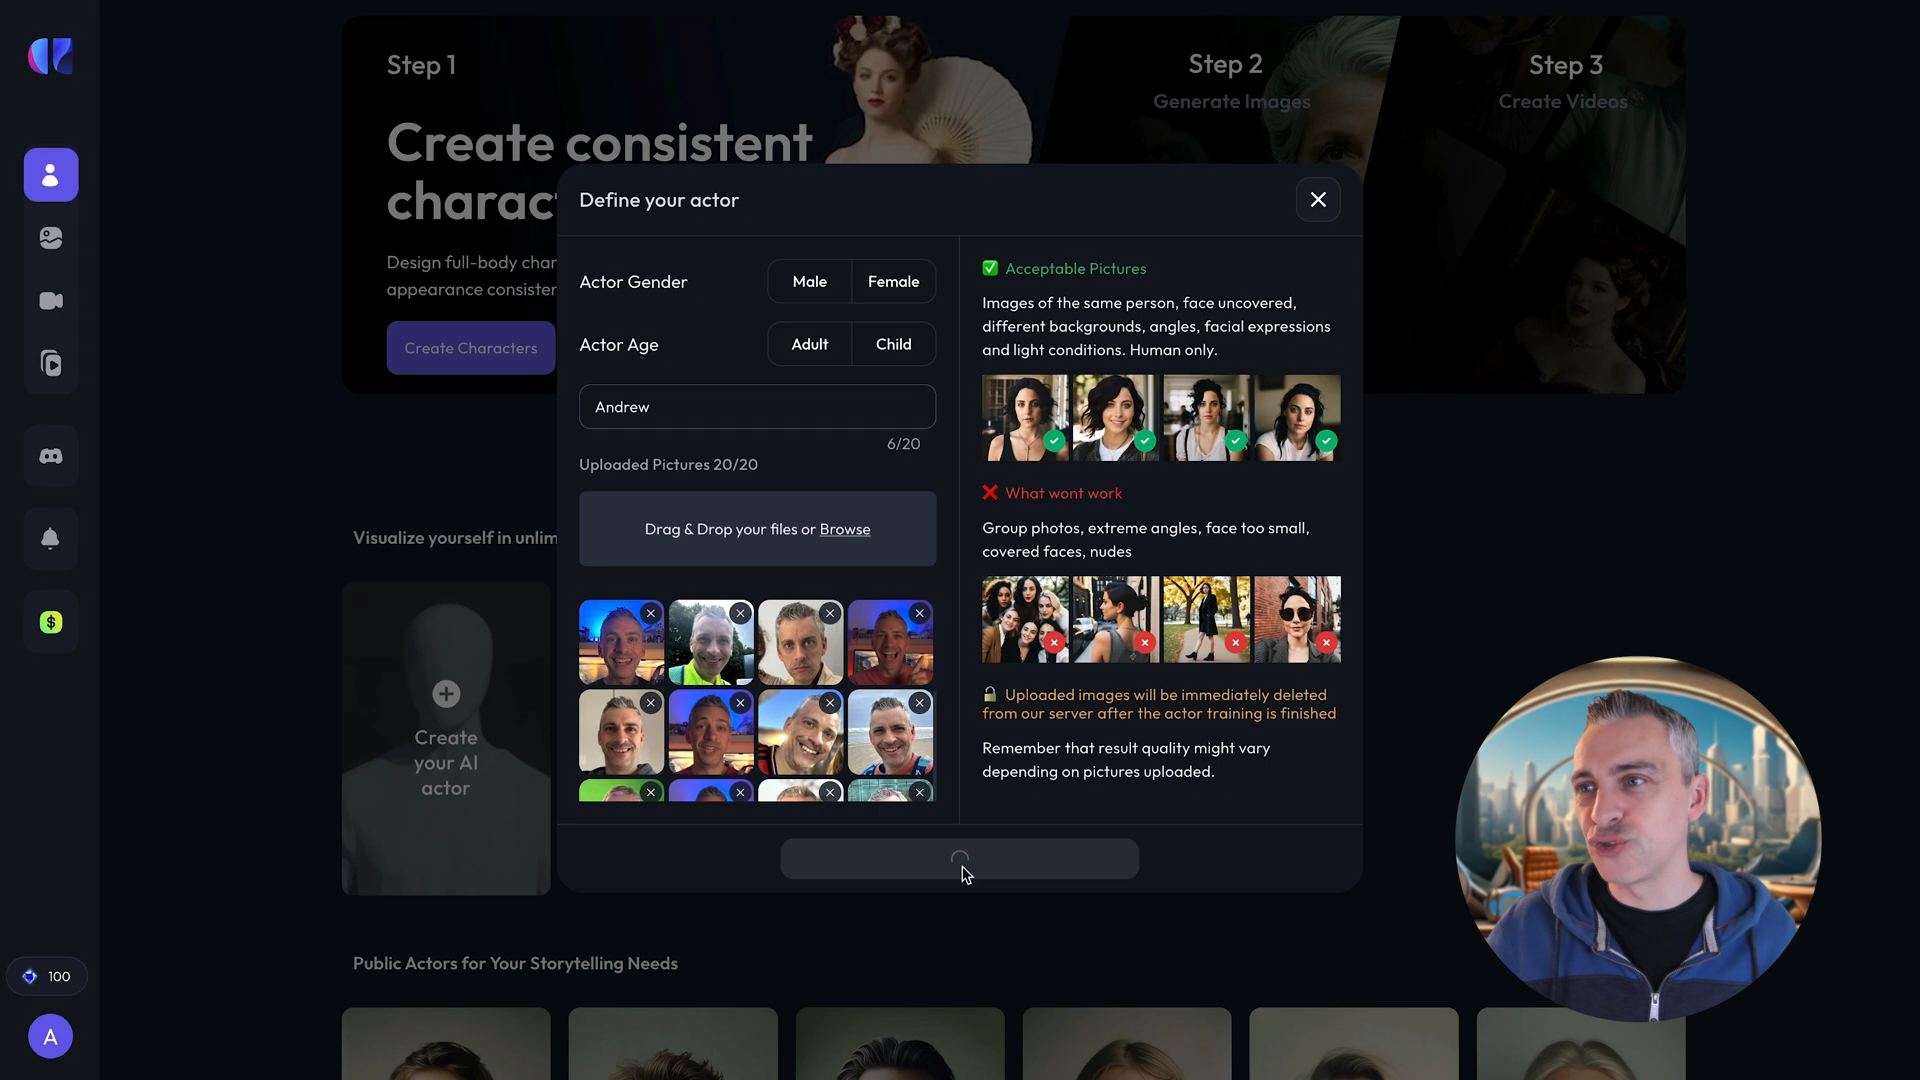 Step 1
Create consistent
charac
Design full-body char
appearance consisten
Create Characters
Step 2
Generate Images
Step 3
Create Videos
Define your actor
Actor Gender
Male
Female
Actor Age
Adult
Child
Andrew
6/20
Uploaded Pictures 20/20
Drag & Drop your files or Browse
Acceptable Pictures
Images of the same person, face uncovered,
different backgrounds, angles, facial expressions
and light conditions. Human only.
What wont work
Group photos, extreme angles, face too small,
covered faces, nudes
Uploaded images will be immediately deleted
from our server after the actor training is finished
Remember that result quality might vary
depending on pictures uploaded.
Visualize yourself in unlim
Create
your AI
actor
Public Actors for Your Storytelling Needs
$
100
A